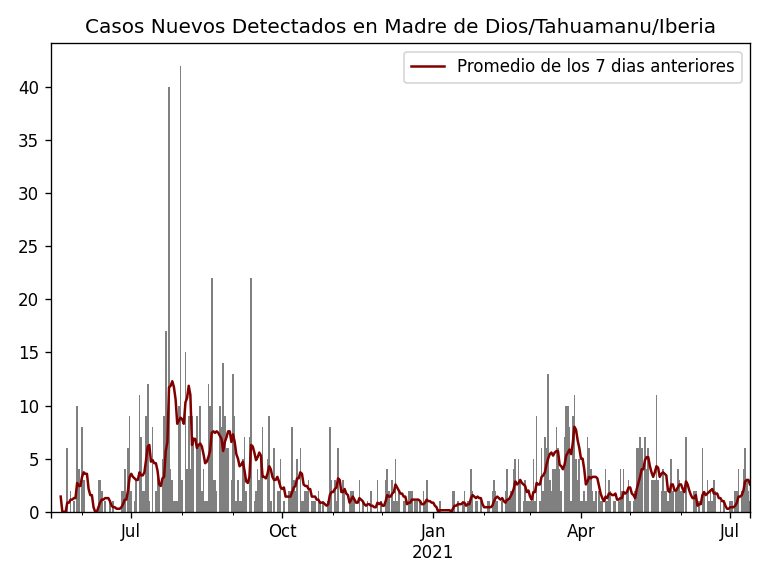 Casos Nuevos Detectados en Madre de Dios/Tahuamanu/Iberia
Promedio de los 7 dias anteriores
40
35
30
25
20
15
10
5
0
Jul
Oct
Jan
2021
Apr
Jul